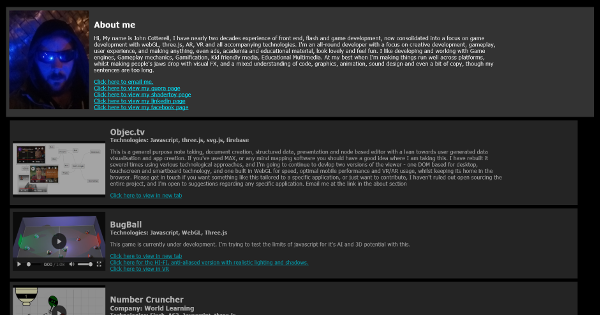 About me
Hi, My name is John Cotterell, I have nearly two decades experience of front end, flash and game development, now consolidated into a focus on game
development with webGL, three.js, AR, VR and all accompanying technologies. I'm an all-round developer with a focus on creative development, gameplay,
user experience, and making anything, even ads, academia and educational material, look lovely and feel fun. I like developing and working with Game
engines, Gameplay mechanics, Gamification, Kid friendly media, Educational Multimedia. At my best when I'm making things run well across platforms,
whilst making people's jaws drop with visual FX, and a mixed understanding of code, graphics, animation, sound design and even a bit of copy, though my
sentences are too long.
Click here to email me.
Click here to view my quora page
Click here to view my shadertoy page
Click here to view my linkedin page
Click here to view my facebook page
Objec.tv
Technologies: Javascript, three.js, svg.js, firebase
This is a general purpose note taking, document creation, structured data, presentation and node based editor with a lean towards user generated data
visualisation and app creation. If you've used MAX, or any mind mapping software you should have a good idea where I am taking this. I have rebuilt it
several times using various technological approaches, and I'm going to continue to devlop two versions of the viewer - one DOM based for desktop,
touchscreen and smartboard technology, and one built in WebGL for speed, optimal mobile performance and VR/AR usage, whilst keeping its home in the
browser. Please get in touch if you want something like this tailored to a specific application, or just want to contribute, I haven't ruled out open sourcing the
entire project, and I'm open to suggestions regarding any specific application. Email me at the link in the about section
Click here to view in new tab
BugBall
Technologies: Javascript, WebGL, Three.js
This game is currently under development. I'm trying to test the limits of javascript for it's AI and 3D potential with this.
Click here to view in new tab
Click here for the HI-FI, anti-aliased version with realistic lighting and shadows.
Click here to view in VR
0:00
Number Cruncher
Company: World Learning